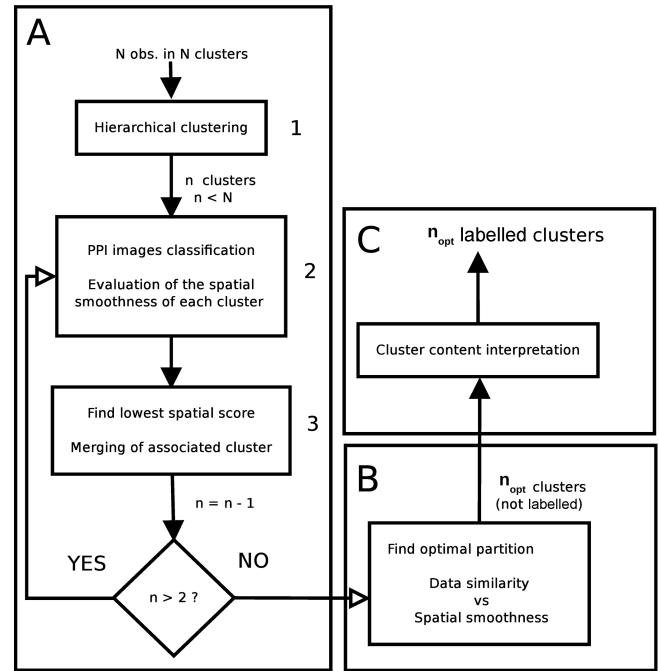 A
N obs. in N clusters
Hierarchical clustering
1
n clusters
n < N
PPI images classification
Evaluation of the spatial
smoothness of each cluster
2
Find lowest spatial score
Merging of associated cluster
3
n = n - 1
YES
NO
n > 2 ?
B
n_opt clusters
(not labelled)
Find optimal partition
Data similarity
vs
Spatial smoothness
C
n_opt labelled clusters
Cluster content interpretation